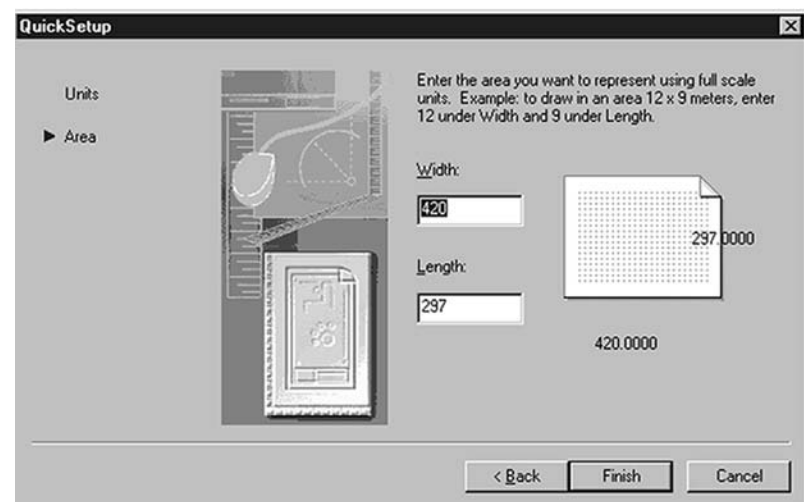 QuickSetup
Units
Area
Enter the area you want to represent using full scale
units. Example: to draw in an area 12 x 9 meters, enter
12 under Width and 9 under Length.
Width:
420
297.0000
Length:
297
420.0000
< Back
Finish
Cancel